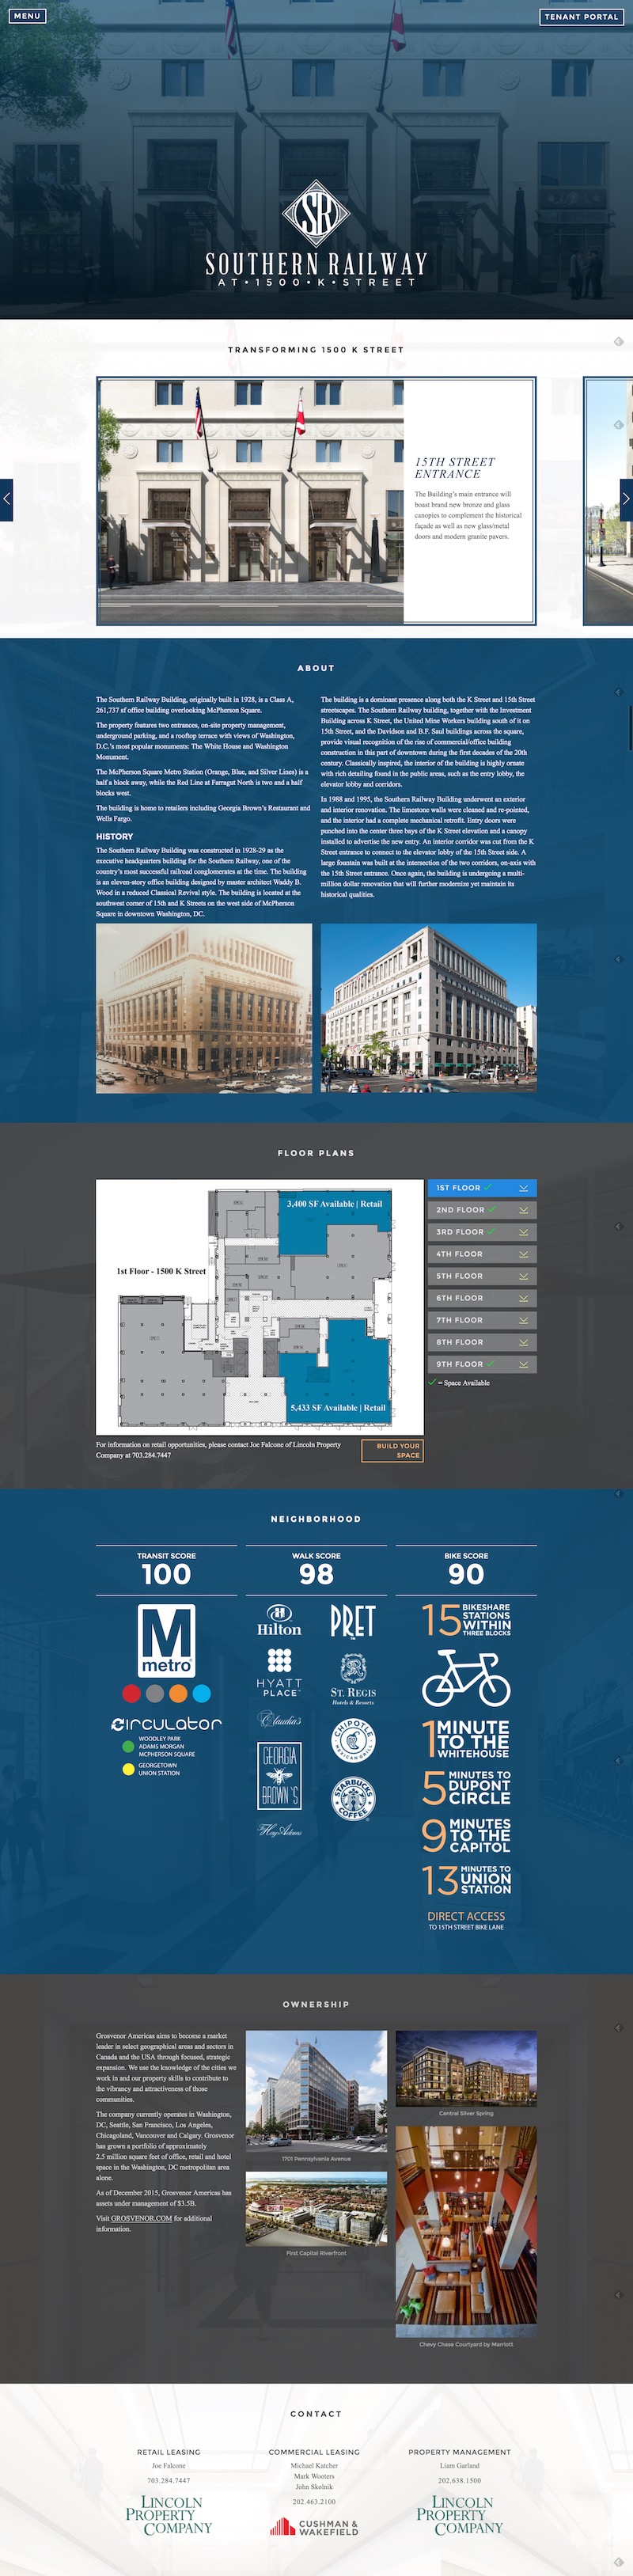 MENU
TENANT PORTAL
SR
SOUTHERN RAILWAY
AT • 1500 • K • STREET
TRANSFORMING 1500 K STREET
15TH STREET
ENTRANCE
The Building's main entrance will
boast brand new bronze and glass
canopies to complement the historical
façade as well as new glass/metal
doors and modern granite pavers.
ABOUT
The Southern Railway Building, originally built in 1928, is a Class A,
261,737 sf office building overlooking McPherson Square.
The property features two entrances, on-site property management,
underground parking, and a rooftop terrace with views of Washington,
D.C.'s most popular monuments: The White House and Washington
Monument.
The McPherson Square Metro Station (Orange, Blue, and Silver Lines) is a
half a block away, while the Red Line at Farragut North is two and a half
blocks west.
The building is home to retailers including Georgia Brown's Restaurant and
Wells Fargo.
HISTORY
The Southern Railway Building was constructed in 1928-29 as the
executive headquarters building for the Southern Railway, one of the
country's most successful railroad conglomerates at the time. The building
is an eleven-story office building designed by master architect Waddy B.
Wood in a reduced Classical Revival style. The building is located at the
southwest corner of 15th and K Streets on the west side of McPherson
Square in downtown Washington, DC.
The building is a dominant presence along both the K Street and 15th Street
streetscapes. The Southern Railway building, together with the Investment
Building across K Street, the United Mine Workers building south of it on
15th Street, and the Davidson and B.F. Saul buildings across the square,
provide visual recognition of the rise of commercial/office building
construction in this part of downtown during the first decades of the 20th
century. Classically inspired, the interior of the building is highly ornate
with rich detailing found in the public areas, such as the entry lobby, the
elevator lobby and corridors.
In 1988 and 1995, the Southern Railway Building underwent an exterior
and interior renovation. The limestone walls were cleaned and re-pointed,
and the interior had a complete mechanical retrofit. Entry doors were
punched into the center three bays of the K Street elevation and a canopy
installed to advertise the new entry. An interior corridor was cut from the K
Street entrance to connect to the elevator lobby of the 15th Street side. A
large fountain was built at the intersection of the two corridors, on-axis with
the 15th Street entrance. Once again, the building is undergoing a multi-
million dollar renovation that will further modernize yet maintain its
historical qualities.
FLOOR PLANS
3,400 SF Available | Retail
1st Floor - 1500 K Street
5,433 SF Available | Retail
1ST FLOOR
2ND FLOOR
3RD FLOOR
4TH FLOOR
5TH FLOOR
6TH FLOOR
7TH FLOOR
8TH FLOOR
9TH FLOOR
= Space Available
For information on retail opportunities, please contact Joe Falcone of Lincoln Property
Company at 703.284.7447
BUILD YOUR
SPACE
NEIGHBORHOOD
TRANSIT SCORE
100
WALK SCORE
98
BIKE SCORE
90
M
metro
Circulator
WOODLEY PARK
ADAMS MORGAN
MCPHERSON SQUARE
GEORGETOWN
UNION STATION
Hilton
HYATT
PLACE
Claudia's
GEORGIA
BROWN'S
Hay-Adams
PRET
ST. REGIS
Hotels & Resorts
CHIPOTLE
MEXICAN GRILL
STARBUCKS
COFFEE
15 BIKESHARE
STATIONS
WITHIN
THREE BLOCKS
1 MINUTE
TO THE
WHITEHOUSE
5 MINUTES TO
DUPONT
CIRCLE
9 MINUTES
TO THE
CAPITOL
13 MINUTES TO
UNION
STATION
DIRECT ACCESS
TO 15TH STREET BIKE LANE
OWNERSHIP
Grosvenor Americas aims to become a market
leader in select geographical areas and sectors in
Canada and the USA through focused, strategic
expansion. We use the knowledge of the cities we
work in and our property skills to contribute to
the vibrancy and attractiveness of those
communities.
The company currently operates in Washington,
DC, Seattle, San Francisco, Los Angeles,
Chicagoland, Vancouver and Calgary. Grosvenor
has grown a portfolio of approximately
2.5 million square feet of office, retail and hotel
space in the Washington, DC metropolitan area
alone.
As of December 2015, Grosvenor Americas has
assets under management of $3.5B.
Visit GROSVENOR.COM for additional
information.
1701 Pennsylvania Avenue
First Capital Riverfront
Central Silver Spring
Chevy Chase Courtyard by Marriott
CONTACT
RETAIL LEASING
Joe Falcone
703.284.7447
LINCOLN
PROPERTY
COMPANY
COMMERCIAL LEASING
Michael Katcher
Mark Wooters
John Skolnik
202.463.2100
CUSHMAN &
WAKEFIELD
PROPERTY MANAGEMENT
Liam Garland
202.638.1500
LINCOLN
PROPERTY
COMPANY